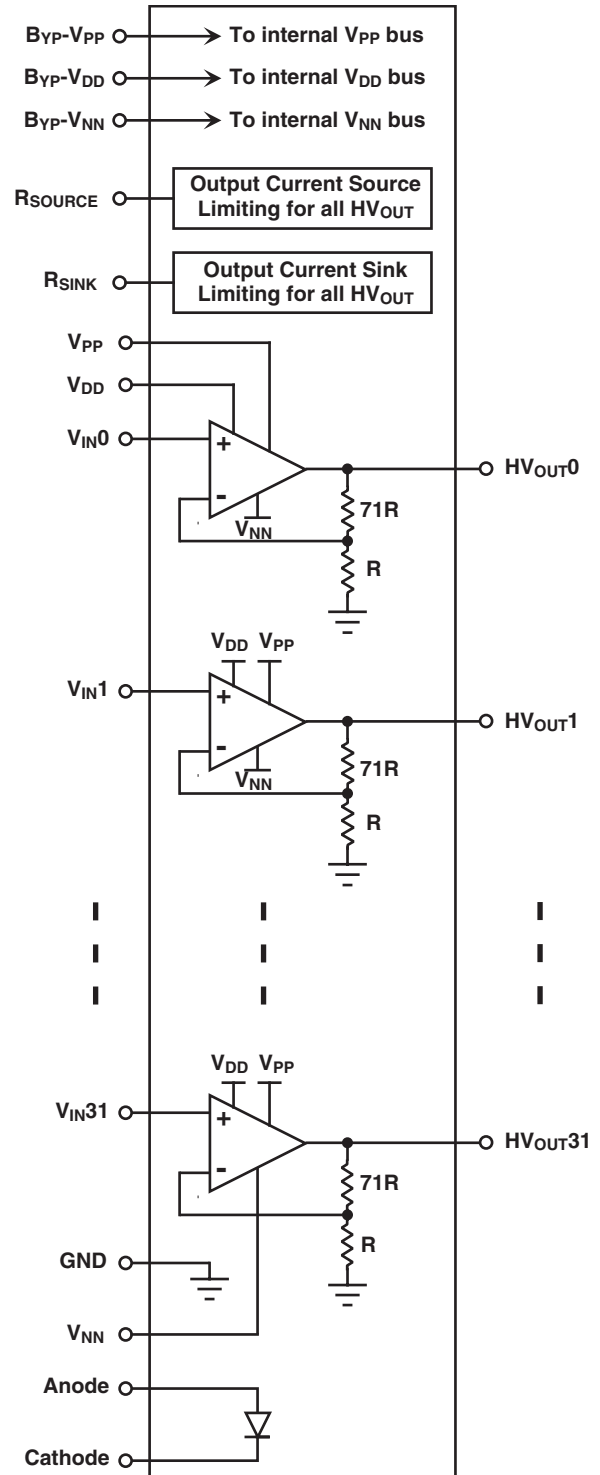 BYP-VPP To internal VPP bus
BYP-VDD To internal VDD bus
BYP-VNN To internal VNN bus
RSOURCE Output Current Source
Limiting for all HVOUT
RSINK Output Current Sink
Limiting for all HVOUT
VPP
VDD
VIN0 + HVOUT0
- 71R
VNN
R
VDD VPP
VIN1 + HVOUT1
- 71R
VNN
R
VDD VPP
VIN31 + HVOUT31
- 71R
R
GND
VNN
Anode
Cathode